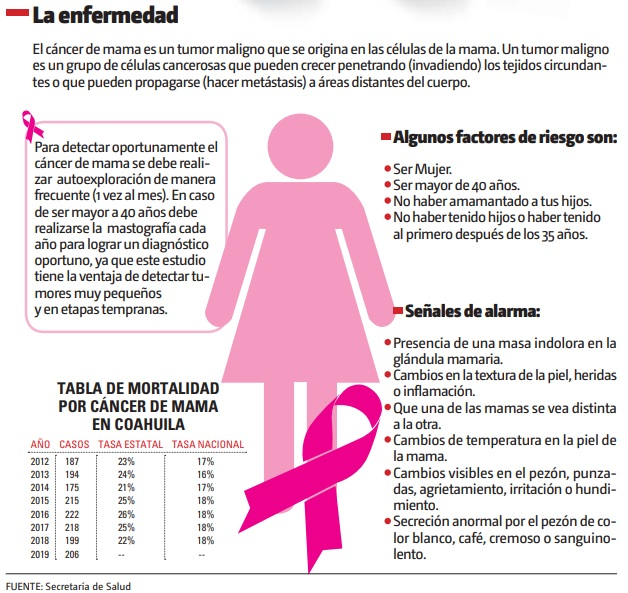 La enfermedad
El cáncer de mama es un tumor maligno que se origina en las células de la mama. Un tumor maligno
es un grupo de células cancerosas que pueden crecer penetrando (invadiendo) los tejidos circundan-
tes o que pueden propagarse (hacer metástasis) a áreas distantes del cuerpo.
Para detectar oportunamente el
cáncer de mama se debe reali-
zar autoexploración de manera
frecuente (1 vez al mes). En caso
de ser mayor a 40 años debe
realizarse la mastografía cada
año para lograr un diagnóstico
oportuno, ya que este estudio
tiene la ventaja de detectar tu-
mores muy pequeños
y en etapas tempranas.
Algunos factores de riesgo son:
Ser Mujer.
Ser mayor de 40 años.
No haber amamantado a tus hijos.
No haber tenido hijos o haber tenido
al primero después de los 35 años.
Señales de alarma:
Presencia de una masa indolora en la
glándula mamaria.
Cambios en la textura de la piel, heridas
o inflamación.
Que una de las mamas se vea distinta
a la otra.
Cambios de temperatura en la piel de
la mama.
Cambios visibles en el pezón, punza-
das, agrietamiento, irritación o hundi-
miento.
Secreción anormal por el pezón de co-
lor blanco, café, cremoso o sanguino-
lento.
TABLA DE MORTALIDAD
POR CÁNCER DE MAMA
EN COAHUILA
AÑO CASOS TASA ESTATAL TASA NACIONAL
2012 187 23% 17%
2013 194 24% 16%
2014 175 21% 17%
2015 215 25% 18%
2016 222 26% 18%
2017 218 25% 18%
2018 199 22% 18%
2019 206 -- --
FUENTE: Secretaría de Salud